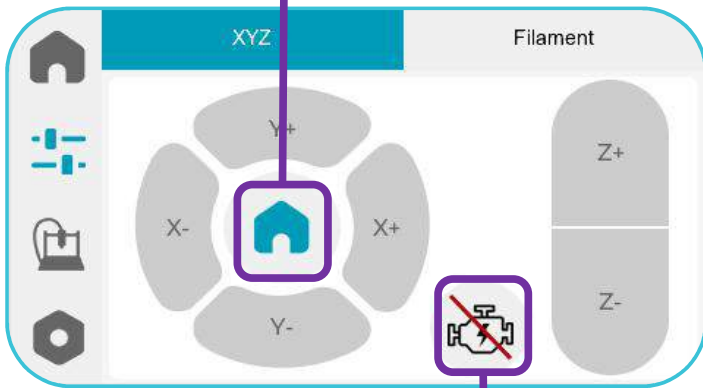 XYZ
Filament
Y+
X-
X+
Y-
Z+
Z-